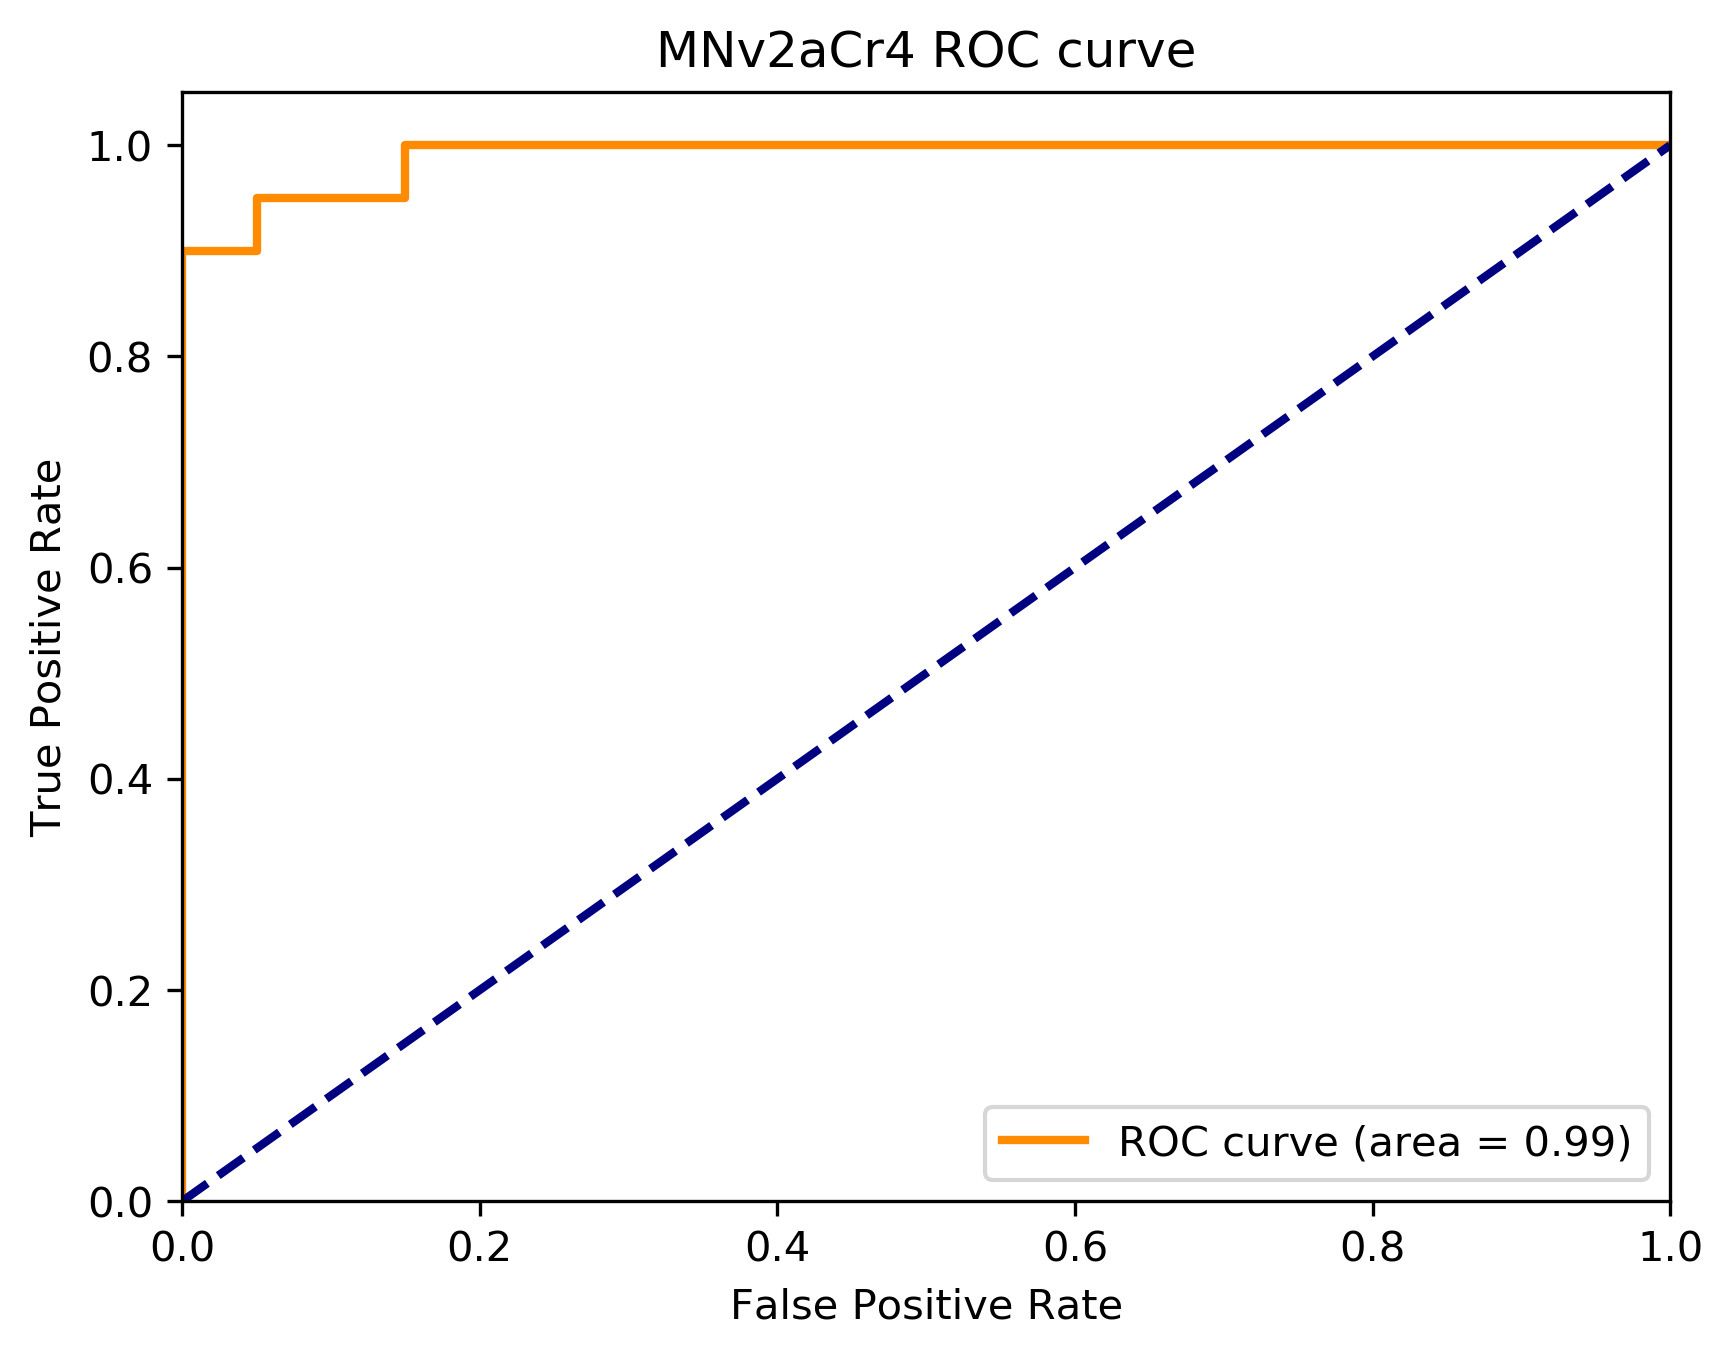 MNv2aCr4 ROC curve
1.0
0.8
0.6
0.4
0.2
0.0
True Positive Rate
ROC curve (area = 0.99)
0.0 0.2 0.4 0.6 0.8 1.0
False Positive Rate